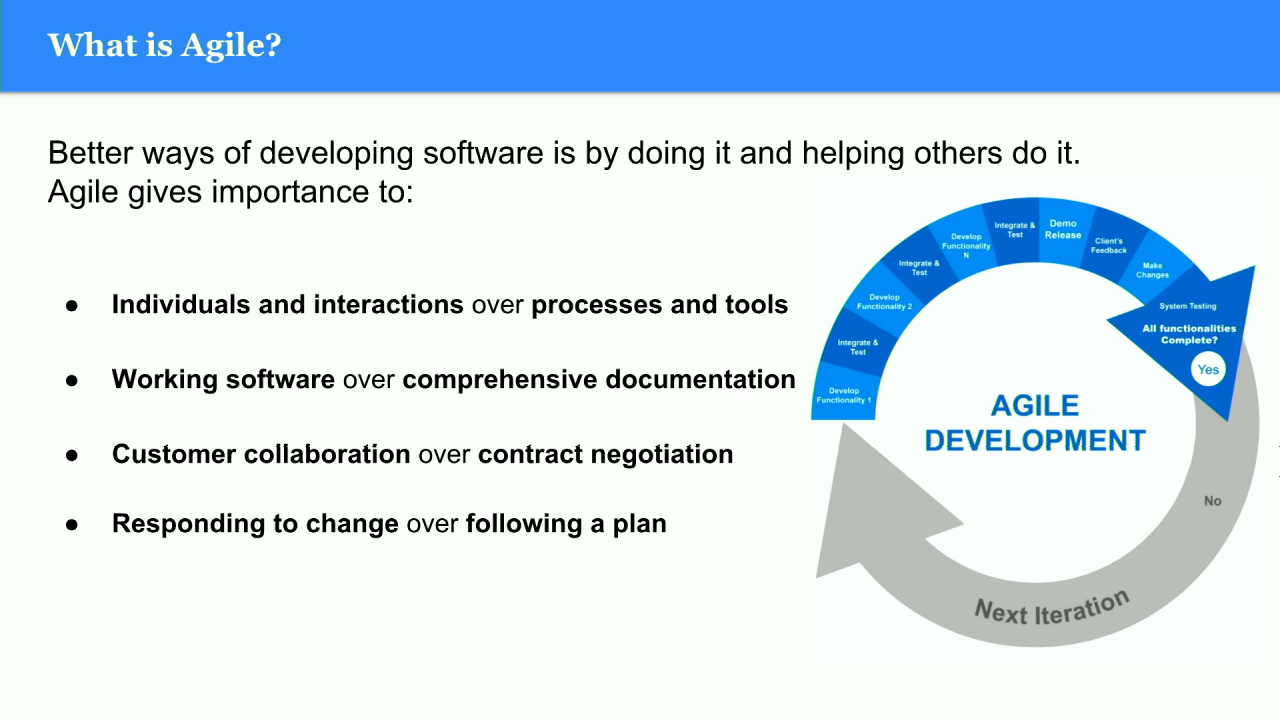 What is Agile?
Better ways of developing software is by doing it and helping others do it.
Agile gives importance to:
● Individuals and interactions over processes and tools
● Working software over comprehensive documentation
● Customer collaboration over contract negotiation
● Responding to change over following a plan
Develop
Functionality 1
Integrate &
Test
Develop
Functionality 2
Integrate &
Test
Develop
Functionality
N
Integrate &
Test
Demo
Release
Client's
Feedback
Make
Changes
System Testing
All functionalities
Complete?
Yes
AGILE
DEVELOPMENT
No
Next Iteration